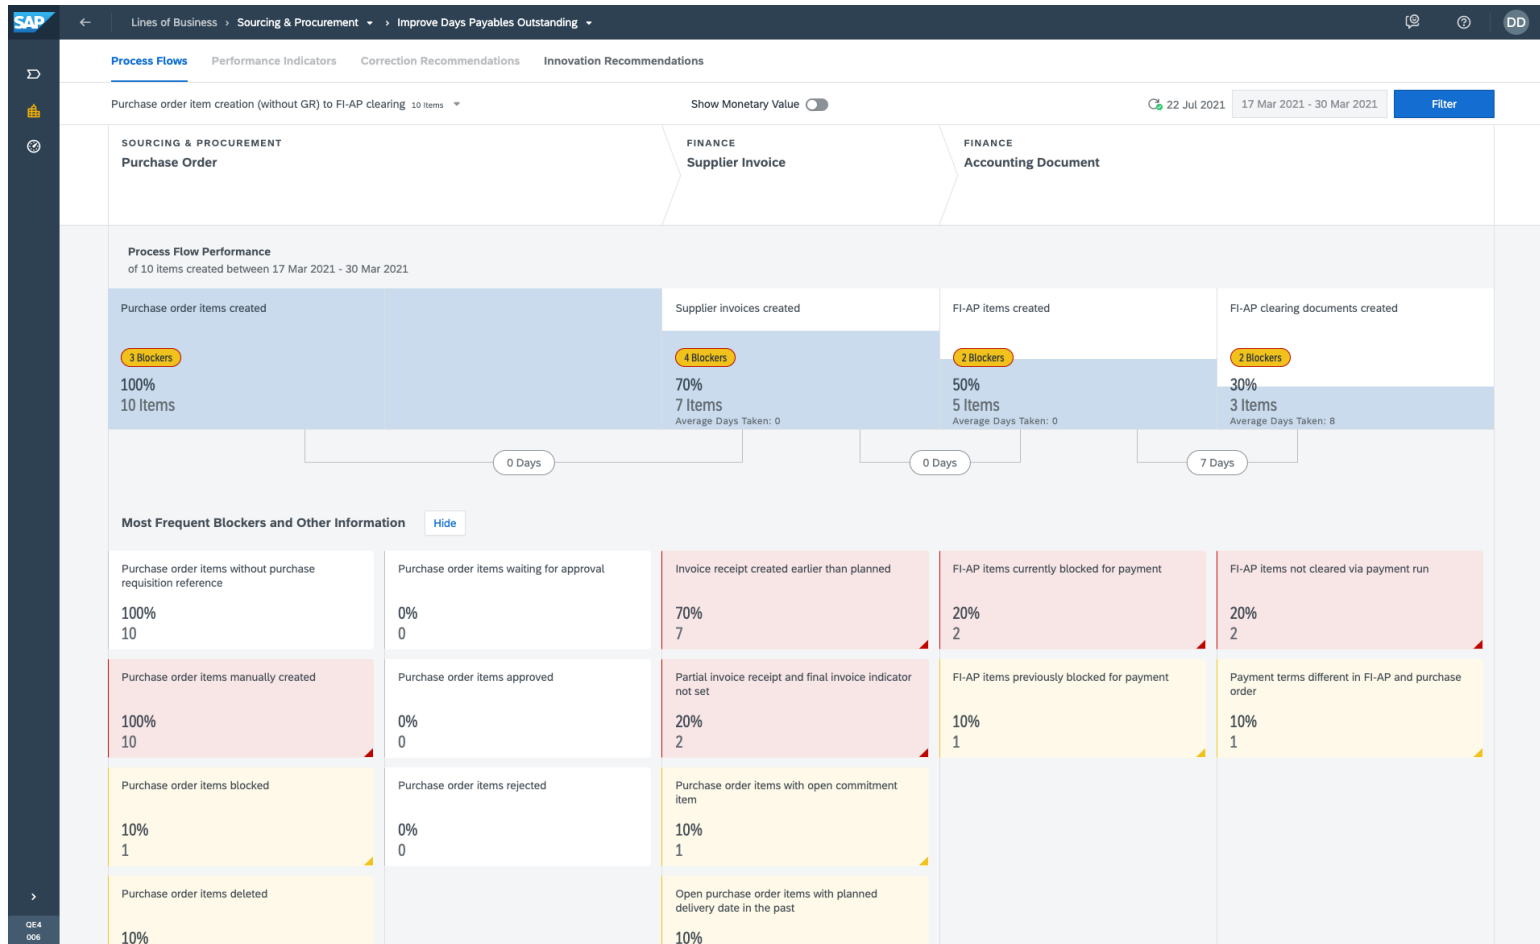 SAP
Lines of Business › Sourcing & Procurement › Improve Days Payables Outstanding
DD
Process Flows Performance Indicators Correction Recommendations Innovation Recommendations
Purchase order item creation (without GR) to FI-AP clearing 10 Items
Show Monetary Value
22 Jul 2021
17 Mar 2021 - 30 Mar 2021
Filter
SOURCING & PROCUREMENT
Purchase Order
FINANCE
Supplier Invoice
FINANCE
Accounting Document
Process Flow Performance
of 10 items created between 17 Mar 2021 - 30 Mar 2021
Purchase order items created
3 Blockers
100%
10 Items
Supplier invoices created
4 Blockers
70%
7 Items
Average Days Taken: 0
FI-AP items created
2 Blockers
50%
5 Items
Average Days Taken: 0
FI-AP clearing documents created
2 Blockers
30%
3 Items
Average Days Taken: 8
0 Days
0 Days
7 Days
Most Frequent Blockers and Other Information
Hide
Purchase order items without purchase
requisition reference
100%
10
Purchase order items waiting for approval
0%
0
Invoice receipt created earlier than planned
70%
7
FI-AP items currently blocked for payment
20%
2
FI-AP items not cleared via payment run
20%
2
Purchase order items manually created
100%
10
Purchase order items approved
0%
0
Partial invoice receipt and final invoice indicator
not set
20%
2
FI-AP items previously blocked for payment
10%
1
Payment terms different in FI-AP and purchase
order
10%
1
Purchase order items blocked
10%
1
Purchase order items rejected
0%
0
Purchase order items with open commitment
item
10%
1
Purchase order items deleted
10%
Open purchase order items with planned
delivery date in the past
10%
QE4
006